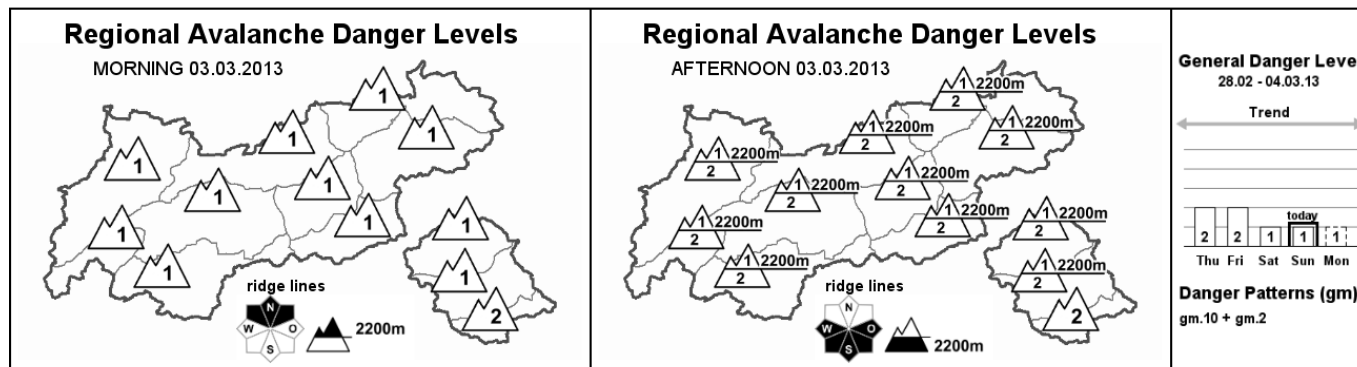 Regional Avalanche Danger Levels
MORNING 03.03.2013
1
1
1
1
1
1
1
1
1
1
1
1
2
ridge lines
N
W
O
S
2200m
Regional Avalanche Danger Levels
AFTERNOON 03.03.2013
1 2200m
2
1 2200m
2
1 2200m
2
1 2200m
2
1 2200m
2
1 2200m
2
1 2200m
2
1 2200m
2
1 2200m
2
1 2200m
2
1 2200m
2
1 2200m
2
2
ridge lines
N
W
O
S
2200m
General Danger Leve
28.02 - 04.03.13
Trend
today
2 2 1 1 1
Thu Fri Sat Sun Mon
Danger Patterns (gm)
gm.10 + gm.2